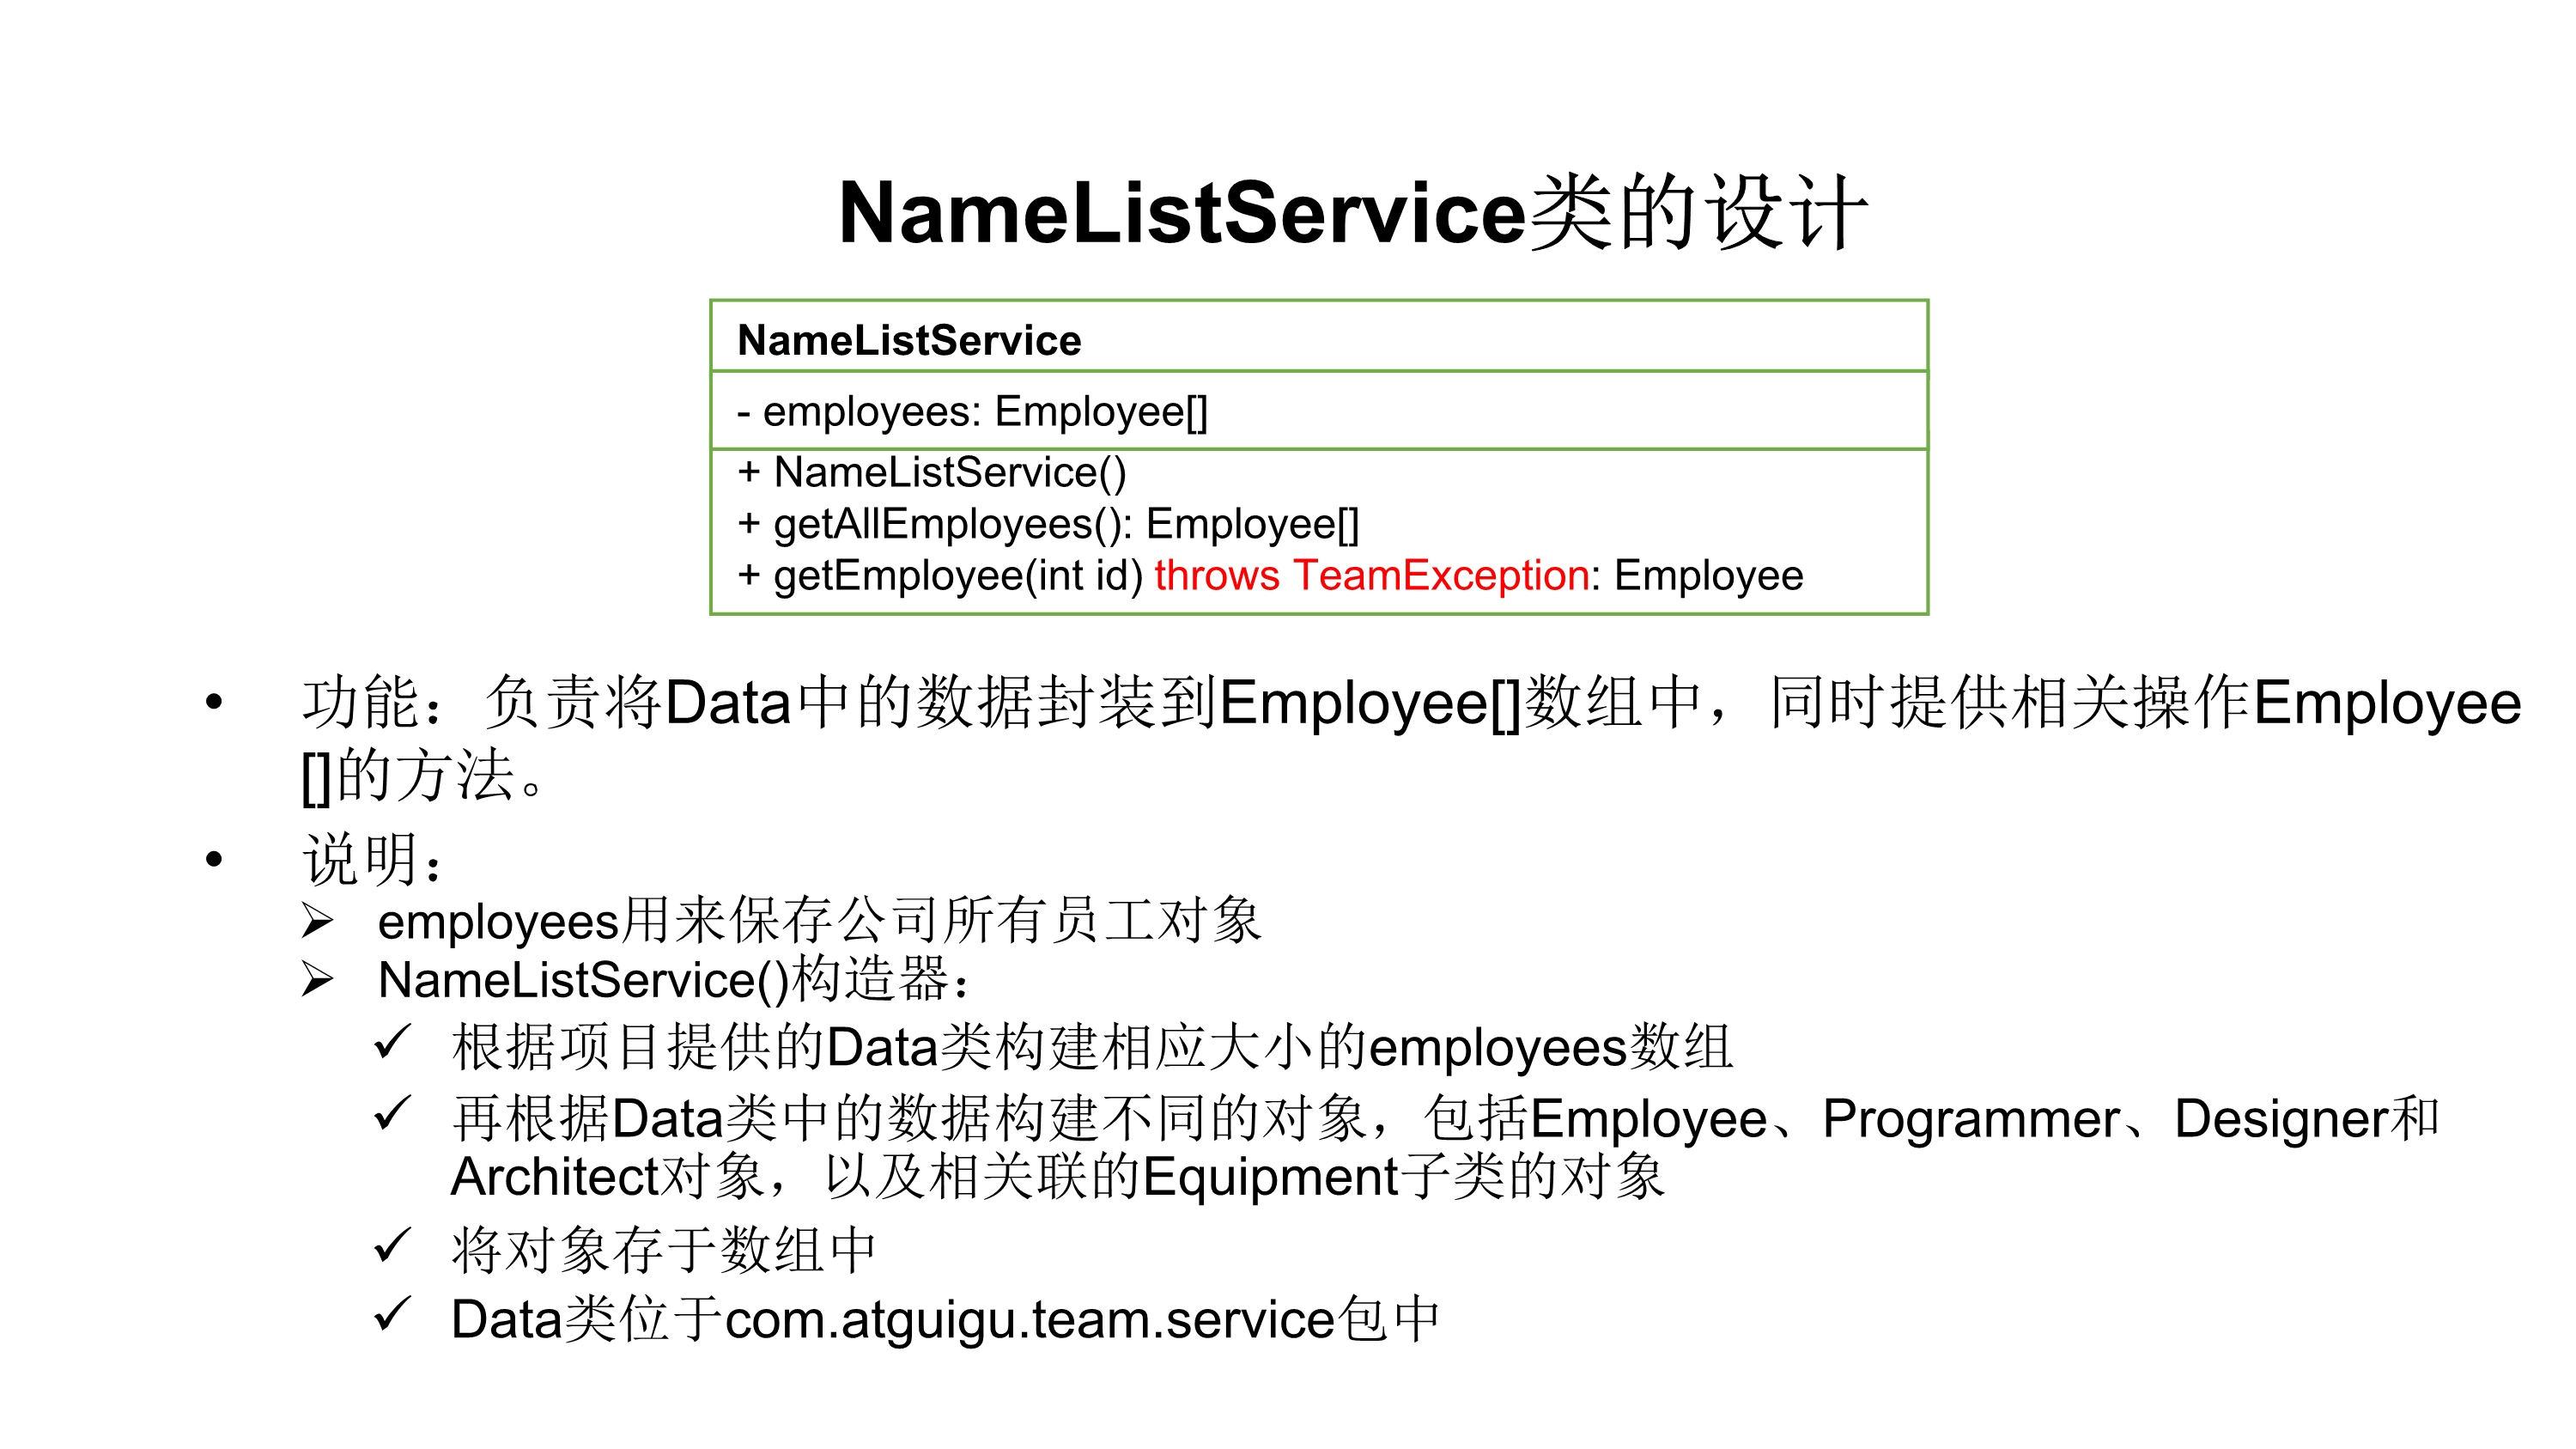 NameListService类的设计
NameListService
- employees: Employee[]
+ NameListService()
+ getAllEmployees(): Employee[]
+ getEmployee(int id) throws TeamException: Employee
• 功能：负责将Data中的数据封装到Employee[]数组中，同时提供相关操作Employee
[]的方法。
• 说明：
➢ employees用来保存公司所有员工对象
➢ NameListService()构造器：
✓ 根据项目提供的Data类构建相应大小的employees数组
✓ 再根据Data类中的数据构建不同的对象，包括Employee、Programmer、Designer和
Architect对象，以及相关联的Equipment子类的对象
✓ 将对象存于数组中
✓ Data类位于com.atguigu.team.service包中